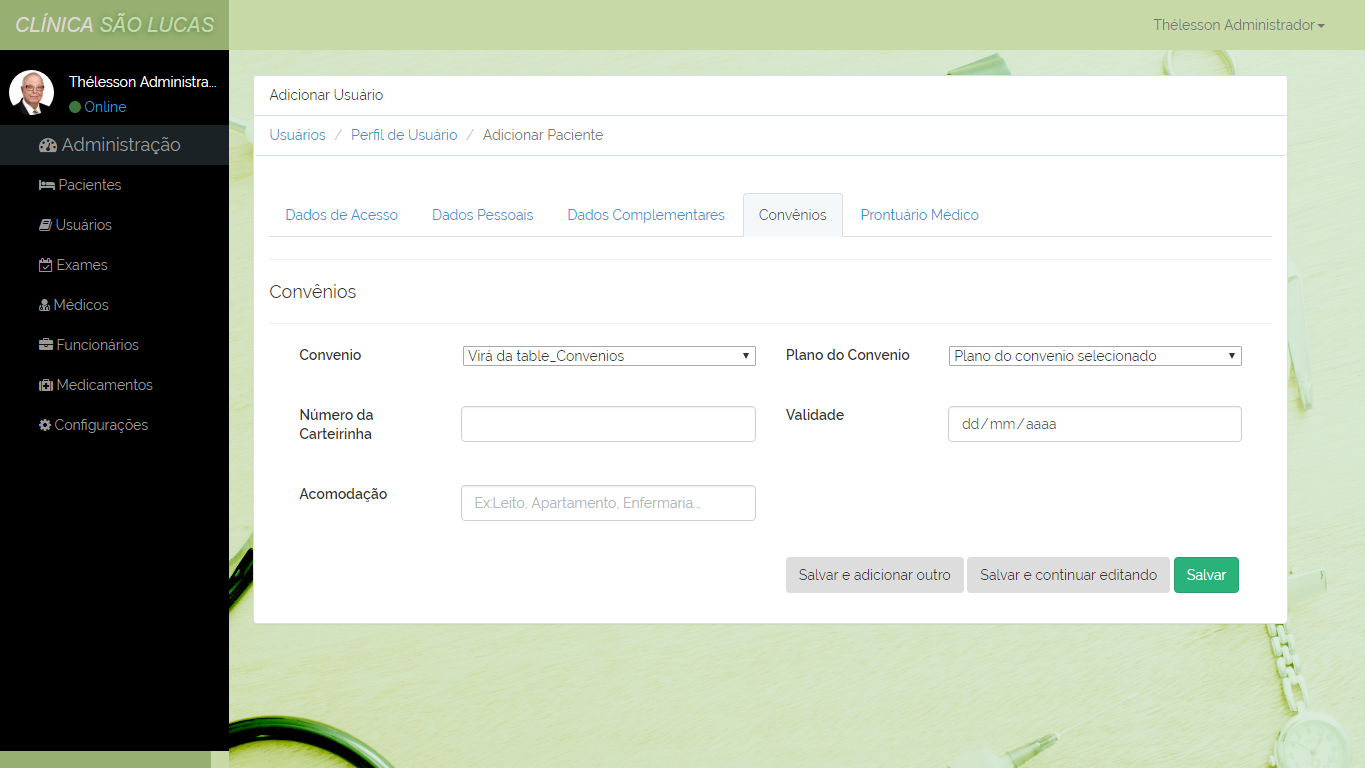 CLÍNICA SÃO LUCAS
Thélesson Administrador
Thélesson Administra...
Online
Administração
Pacientes
Usuários
Exames
Médicos
Funcionários
Medicamentos
Configurações
Adicionar Usuário
Usuários / Perfil de Usuário / Adicionar Paciente
Dados de Acesso Dados Pessoais Dados Complementares Convênios Prontuário Médico
Convênios
Convenio Virá da table_Convenios Plano do Convenio Plano do convenio selecionado
Número da
Carteirinha
Validade dd/mm/aaaa
Acomodação Ex:Leito, Apartamento, Enfermaria...
Salvar e adicionar outro Salvar e continuar editando Salvar